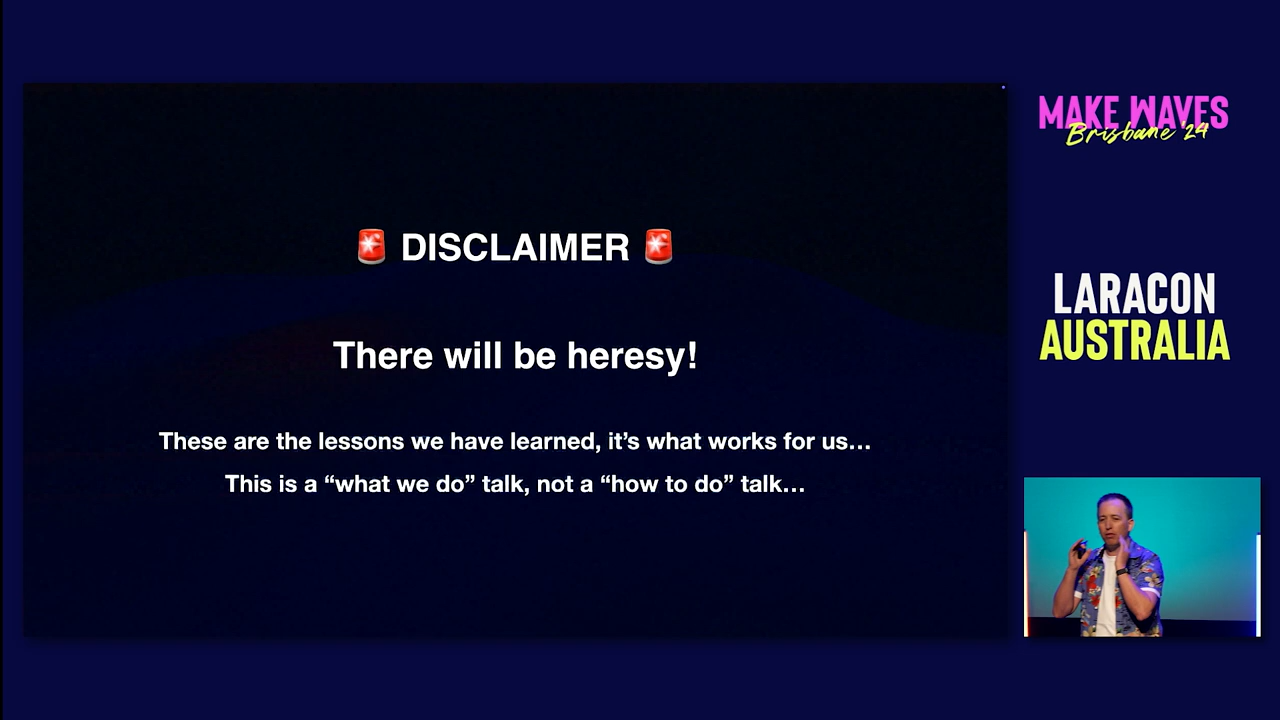 🚨 DISCLAIMER 🚨
There will be heresy!
These are the lessons we have learned, it’s what works for us…
This is a “what we do” talk, not a “how to do” talk…
MAKE WAVES
Brisbane '24
LARACON
AUSTRALIA